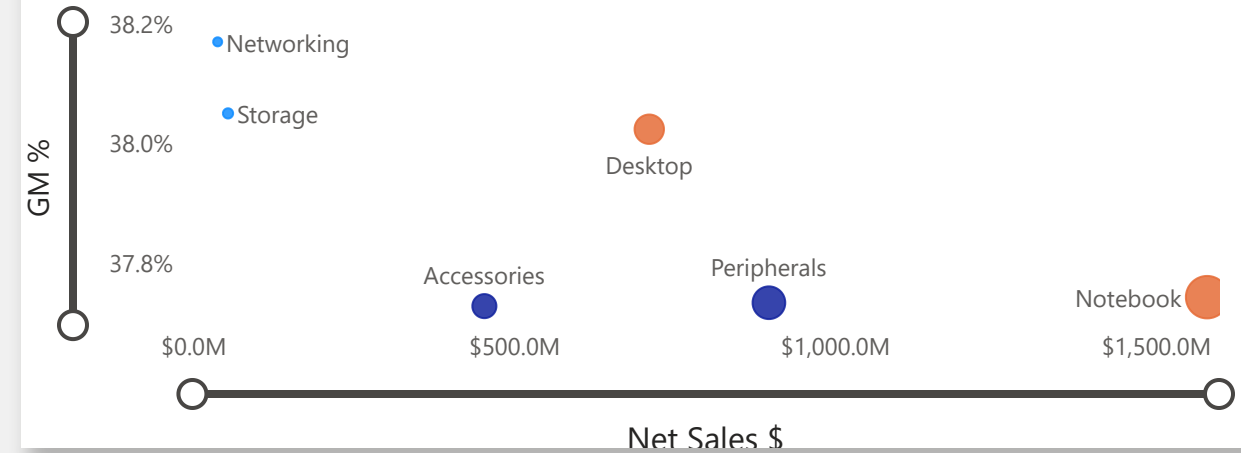 38.2%
Networking
Storage
38.0%
GM %
Desktop
37.8%
Accessories
Peripherals
Notebook
$0.0M
$500.0M
$1,000.0M
$1,500.0M
Net Sales $